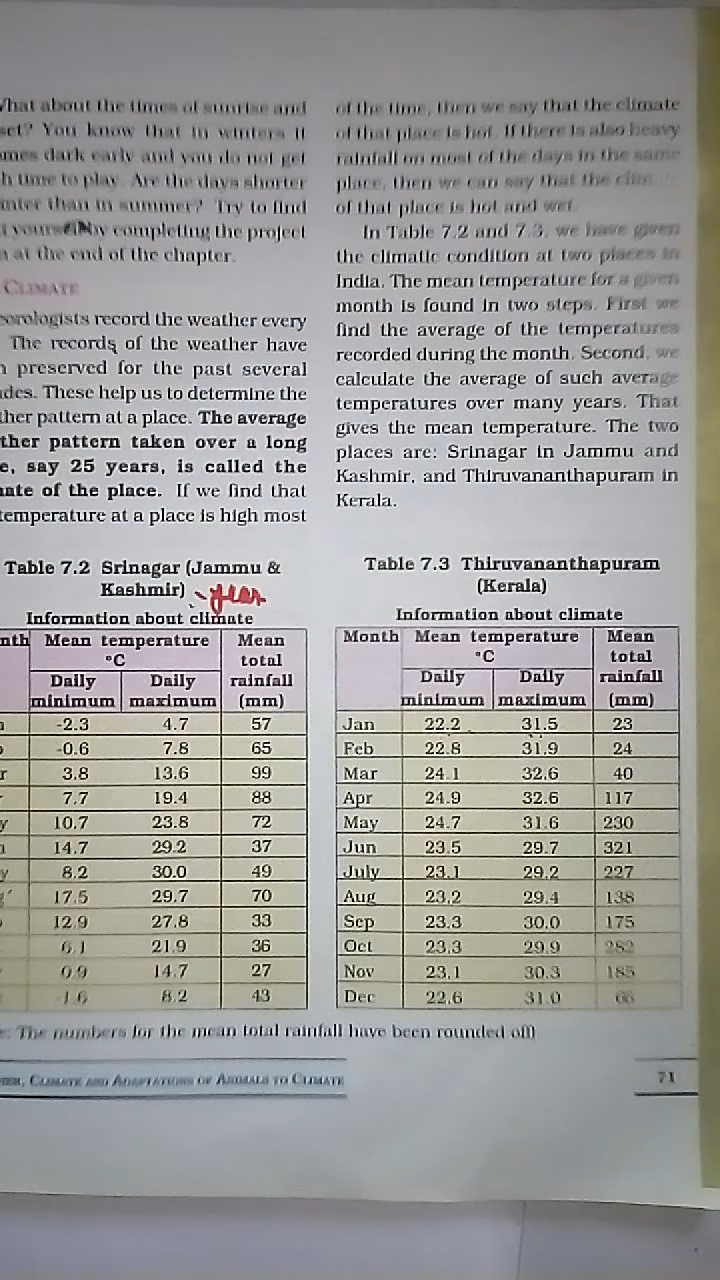 What about the times of sunrise and
set? You know that in winters it
mes dark early and you do not get
h time to play. Are the days shorter
inter than in summer? Try to find
by completing the project
n at the end of the chapter.
CLIMATE
eorologists record the weather every
The records of the weather have
n preserved for the past several
ades. These help us to determine the
ther pattern at a place. The average
ther pattern taken over a long
e, say 25 years, is called the
ate of the place. If we find that
temperature at a place is high most
of the time, then we say that the climate
of that place is hot. If there is also heavy
rainfall on most of the days in the same
place, then we can say that the
of that place is hot and wet.
In Table 7.2 and 7.3, we have given
the climatic condition at two places in
India. The mean temperature for a given
month is found in two steps. First we
find the average of the temperatures
recorded during the month. Second, we
calculate the average of such average
temperatures over many years. That
gives the mean temperature. The two
places are: Srinagar in Jammu and
Kashmir, and Thiruvananthapuram in
Kerala.
Table 7.2 Srinagar (Jammu &
Kashmir) year
Information about climate
nth Mean temperature Mean
°C total
Daily Daily rainfall
minimum maximum (mm)
-2.3 4.7 57
-0.6 7.8 65
r 3.8 13.6 99
7.7 19.4 88
y 10.7 23.8 72
14.7 29.2 37
y 8.2 30.0 49
17.5 29.7 70
12.9 27.8 33
6.1 21.9 36
0.9 14.7 27
1.6 8.2 43
Table 7.3 Thiruvananthapuram
(Kerala)
Information about climate
Month Mean temperature Mean
°C total
Daily Daily rainfall
minimum maximum (mm)
Jan 22.2 31.5 23
Feb 22.8 31.9 24
Mar 24.1 32.6 40
Apr 24.9 32.6 117
May 24.7 31.6 230
Jun 23.5 29.7 321
July 23.1 29.2 227
Aug 23.2 29.4 138
Sep 23.3 30.0 175
Oct 23.3 29.9 282
Nov 23.1 30.3 185
Dec 22.6 31.0 66
: The numbers for the mean total rainfall have been rounded off)
, CLIMATE AND ADAPTATIONS OF ANIMALS TO CLIMATE
71